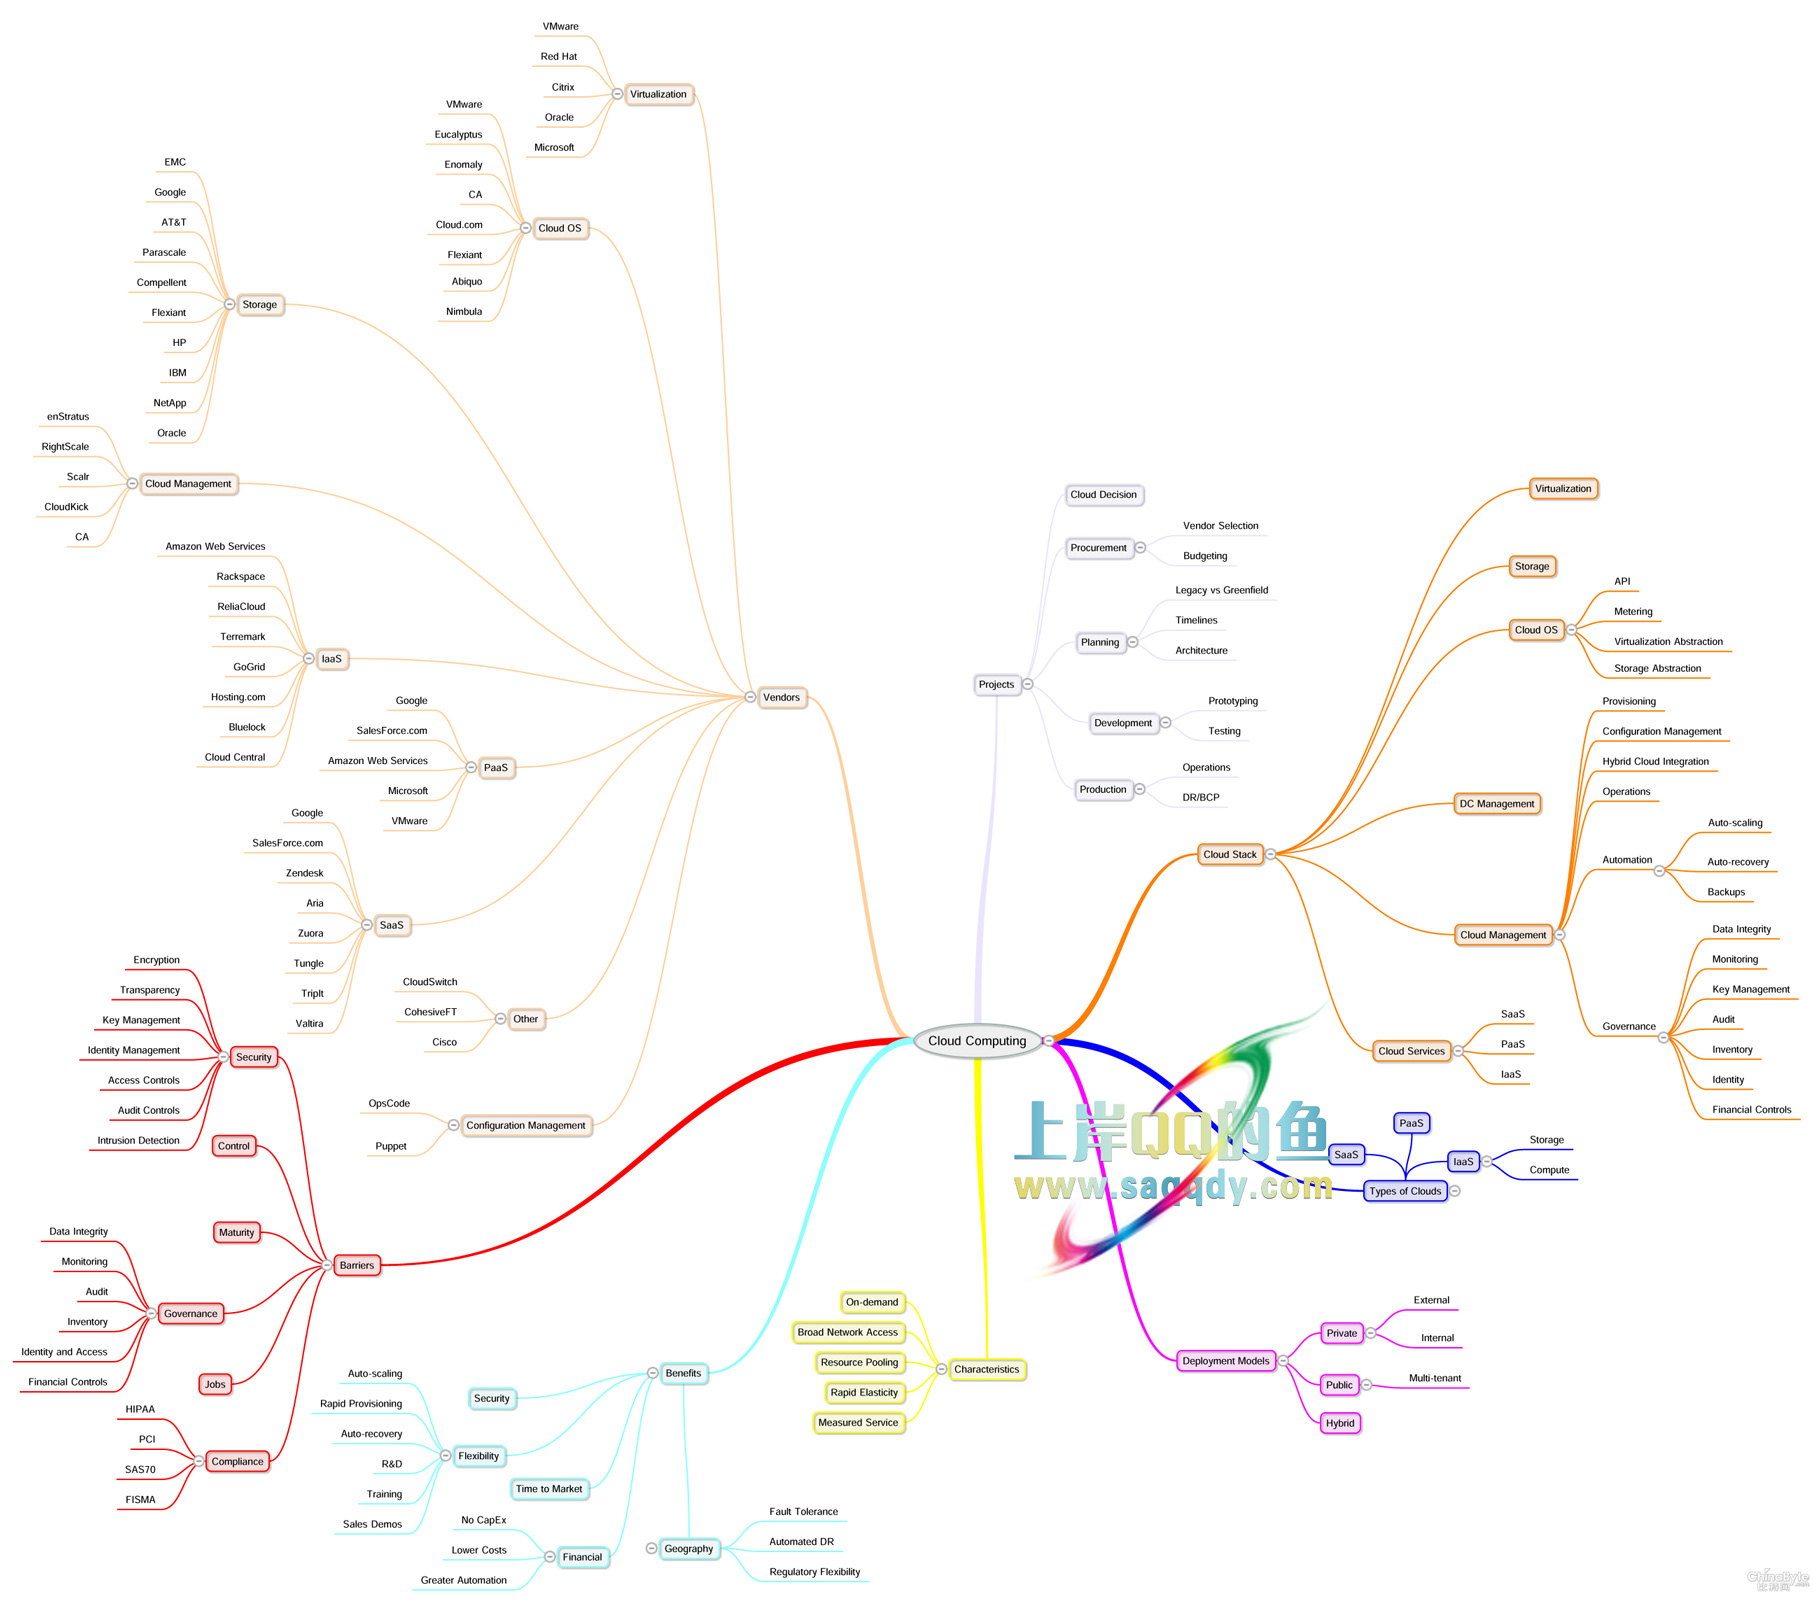 Cloud Computing
Vendors
Virtualization
VMware
Red Hat
Citrix
Oracle
Microsoft
Cloud OS
VMware
Eucalyptus
Enomaly
CA
Cloud.com
Flexiant
Abiquo
Nimbula
Storage
EMC
Google
AT&T
Parascale
Compellent
Flexiant
HP
IBM
NetApp
Oracle
Cloud Management
enStratus
RightScale
Scalr
CloudKick
CA
IaaS
Amazon Web Services
Rackspace
ReliaCloud
Terremark
GoGrid
Hosting.com
Bluelock
Cloud Central
PaaS
Google
SalesForce.com
Amazon Web Services
Microsoft
VMware
SaaS
Google
SalesForce.com
Zendesk
Aria
Zuora
Tungle
TripIt
Valtira
Other
CloudSwitch
CohesiveFT
Cisco
Configuration Management
OpsCode
Puppet
Barriers
Security
Encryption
Transparency
Key Management
Identity Management
Access Controls
Audit Controls
Intrusion Detection
Control
Maturity
Governance
Data Integrity
Monitoring
Audit
Inventory
Identity and Access
Financial Controls
Jobs
Compliance
HIPAA
PCI
SAS70
FISMA
Benefits
Security
Flexibility
Auto-scaling
Rapid Provisioning
Auto-recovery
R&D
Training
Sales Demos
Time to Market
Financial
No CapEx
Lower Costs
Greater Automation
Geography
Fault Tolerance
Automated DR
Regulatory Flexibility
Characteristics
On-demand
Broad Network Access
Resource Pooling
Rapid Elasticity
Measured Service
Projects
Cloud Decision
Procurement
Vendor Selection
Budgeting
Planning
Legacy vs Greenfield
Timelines
Architecture
Development
Prototyping
Testing
Production
Operations
DR/BCP
Cloud Stack
Virtualization
Storage
Cloud OS
API
Metering
Virtualization Abstraction
Storage Abstraction
DC Management
Cloud Management
Provisioning
Configuration Management
Hybrid Cloud Integration
Operations
Automation
Auto-scaling
Auto-recovery
Backups
Governance
Data Integrity
Monitoring
Key Management
Audit
Inventory
Identity
Financial Controls
Cloud Services
SaaS
PaaS
IaaS
Types of Clouds
SaaS
PaaS
IaaS
Storage
Compute
Deployment Models
Private
External
Internal
Public
Multi-tenant
Hybrid
上岸QQ的鱼
www.saqqdy.com
ChinaByte
比特网.com